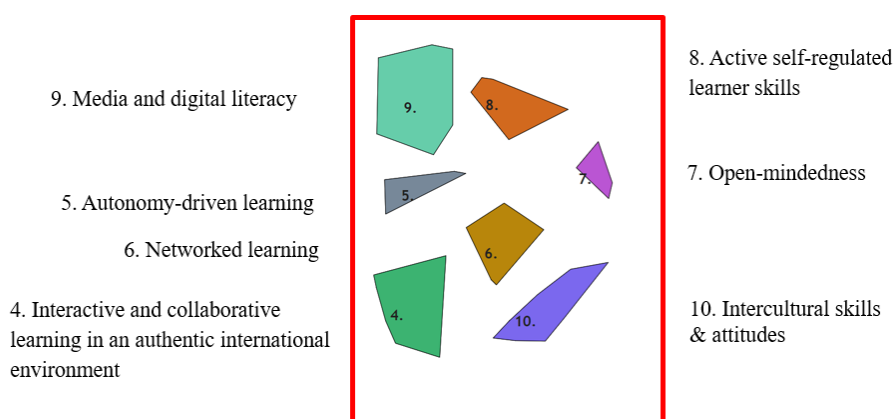 9. Media and digital literacy
5. Autonomy-driven learning
6. Networked learning
4. Interactive and collaborative
learning in an authentic international
environment
9.
8.
7.
5.
6.
4.
10.
8. Active self-regulated
learner skills
7. Open-mindedness
10. Intercultural skills
& attitudes